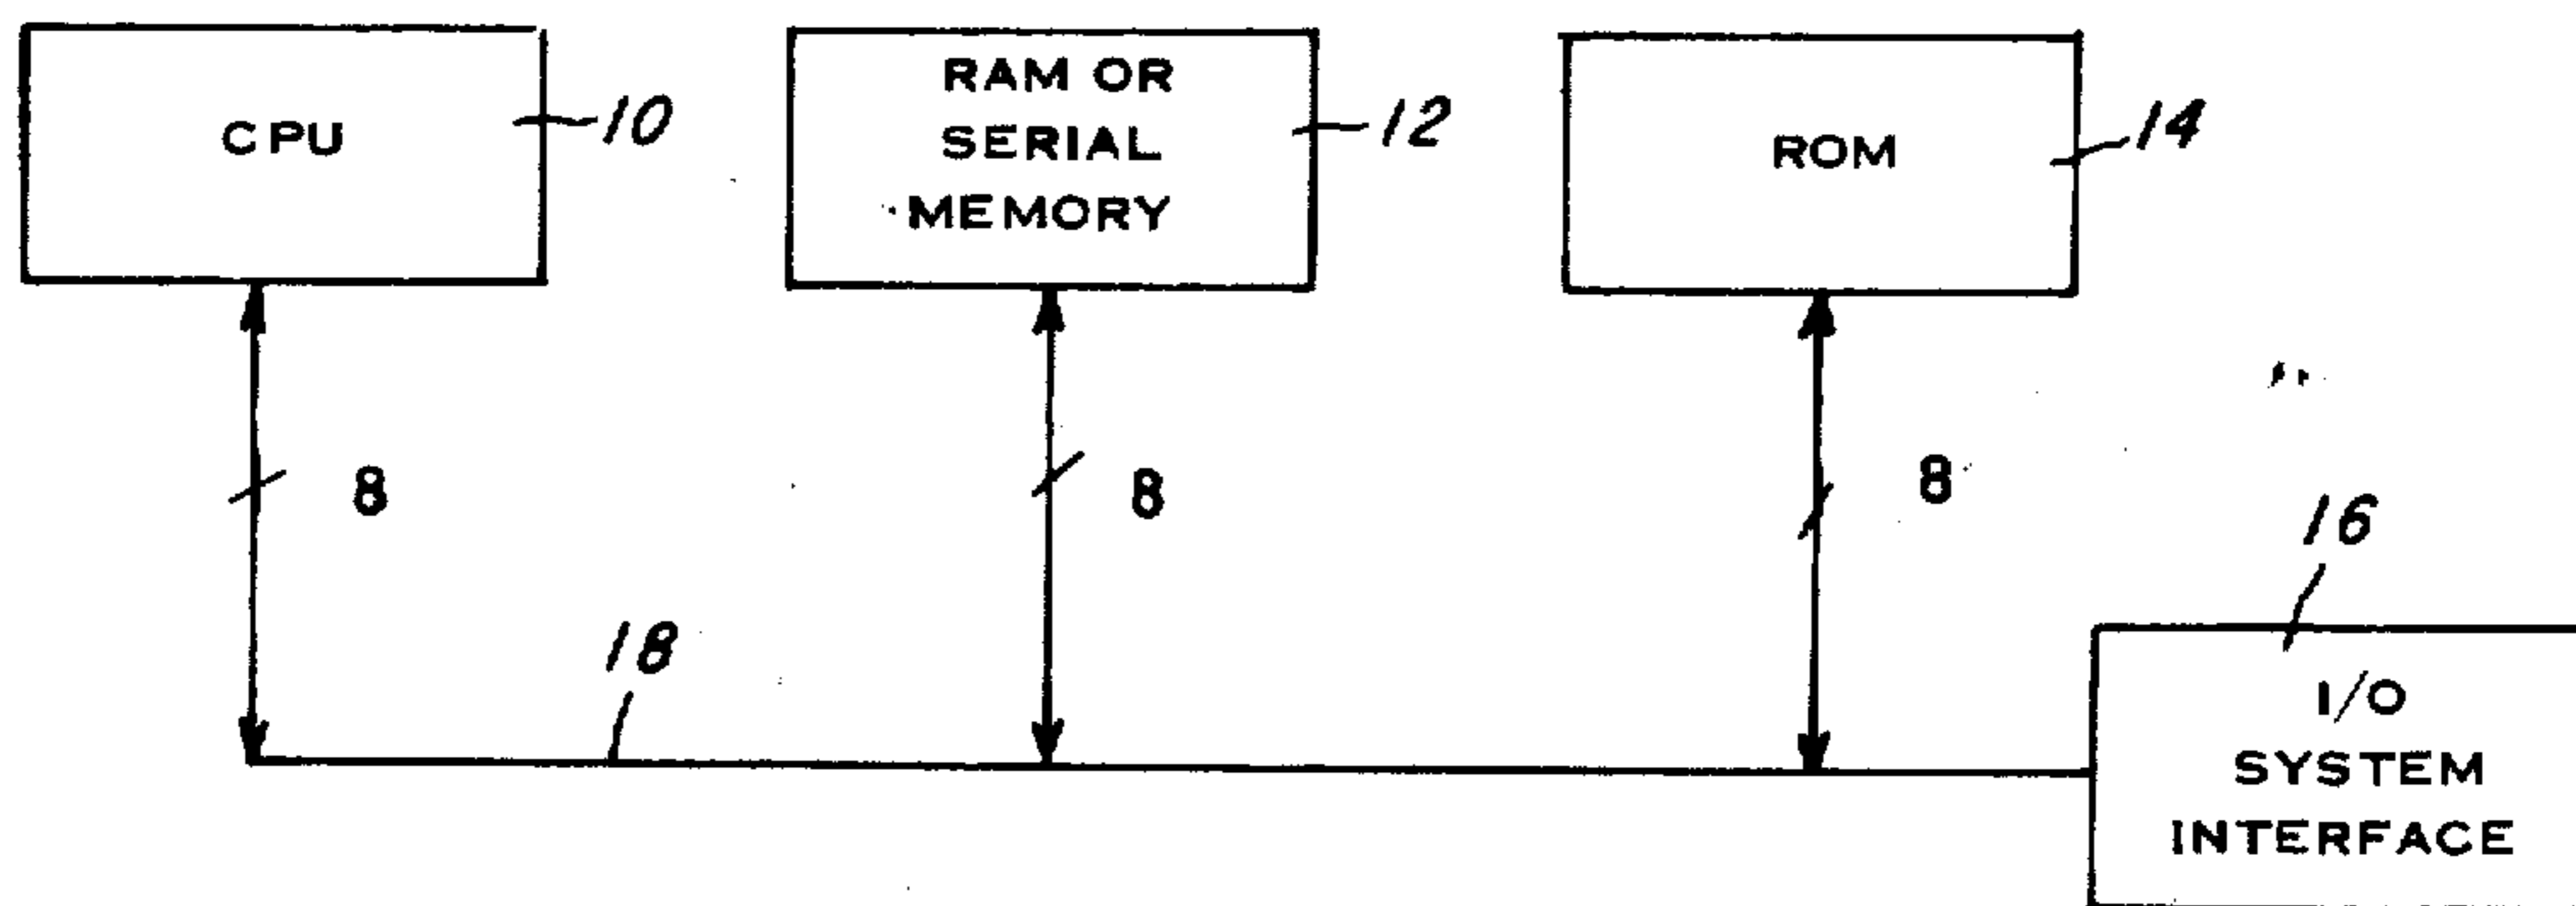 CPU
10
RAM OR
SERIAL
MEMORY
12
ROM
14
8
8
8
16
18
I/O
SYSTEM
INTERFACE